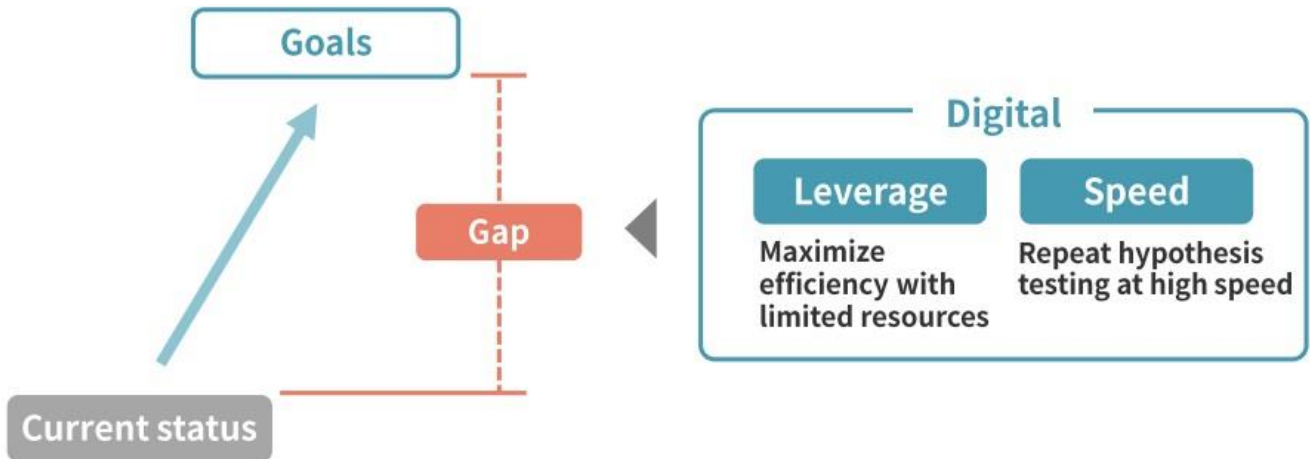 Goals
Digital
Leverage
Speed
Gap
Maximize
efficiency with
limited resources
Repeat hypothesis
testing at high speed
Current status